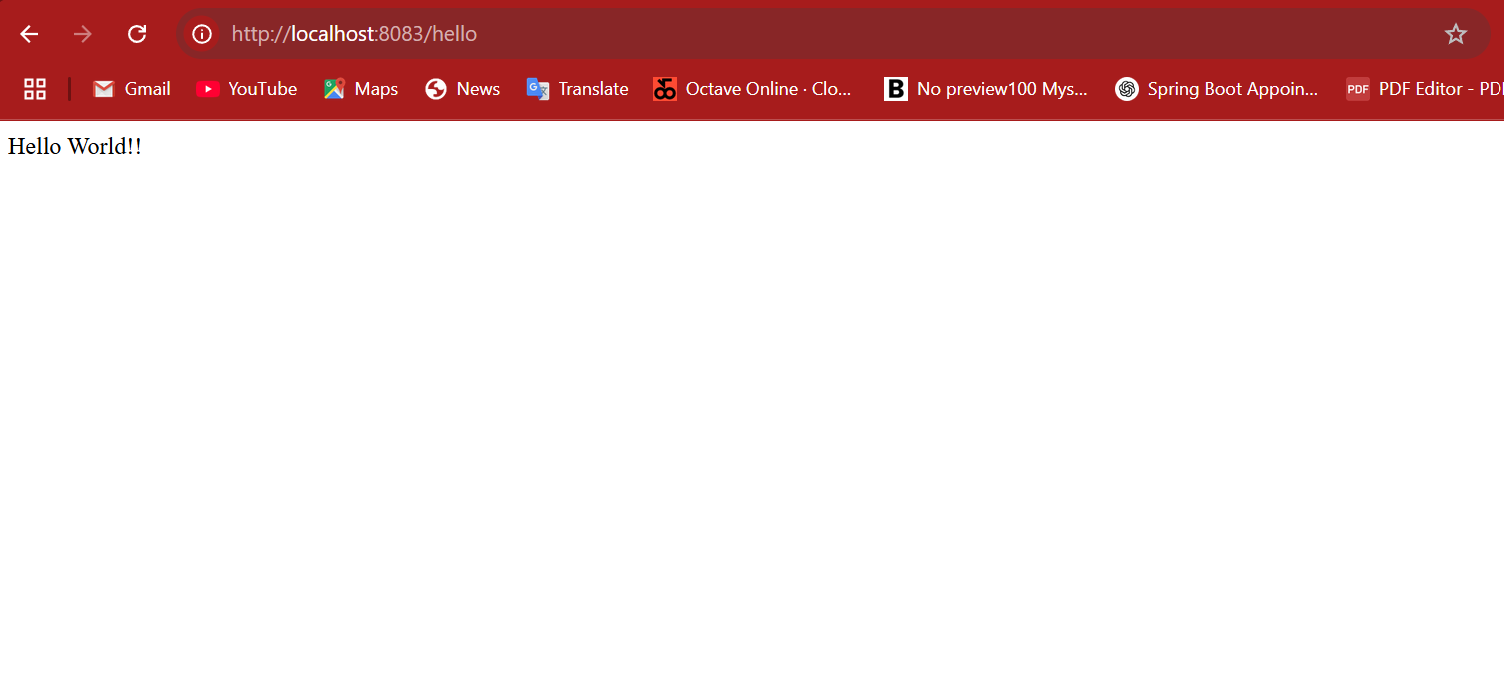 http://localhost:8083/hello
Gmail YouTube Maps News Translate Octave Online · Clo... B No preview100 Mys... Spring Boot Appoin... PDF PDF Editor - PD
Hello World!!